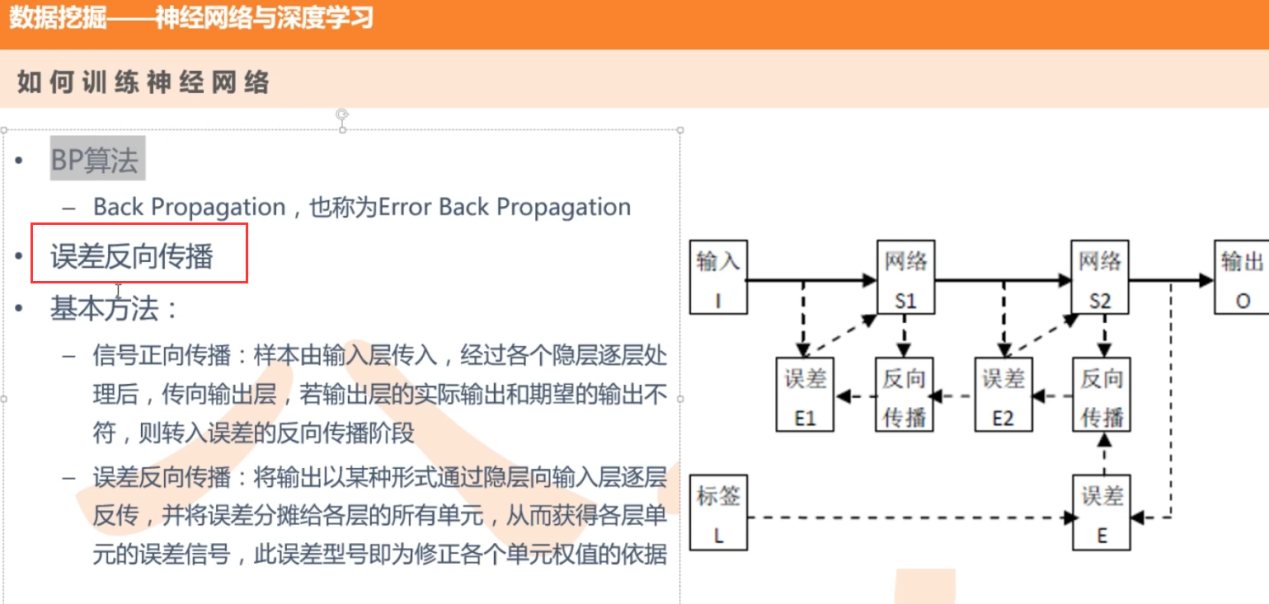 数据挖掘——神经网络与深度学习
如何训练神经网络
• BP算法
– Back Propagation，也称为Error Back Propagation
• 误差反向传播
• 基本方法：
– 信号正向传播：样本由输入层传入，经过各个隐层逐层处
理后，传向输出层，若输出层的实际输出和期望的输出不
符，则转入误差的反向传播阶段
– 误差反向传播：将输出以某种形式通过隐层向输入层逐层
反传，并将误差分摊给各层的所有单元，从而获得各层单
元的误差信号，此误差型号即为修正各个单元权值的依据
输入
I
网络
S1
网络
S2
输出
O
误差
E1
反向
传播
误差
E2
反向
传播
标签
L
误差
E